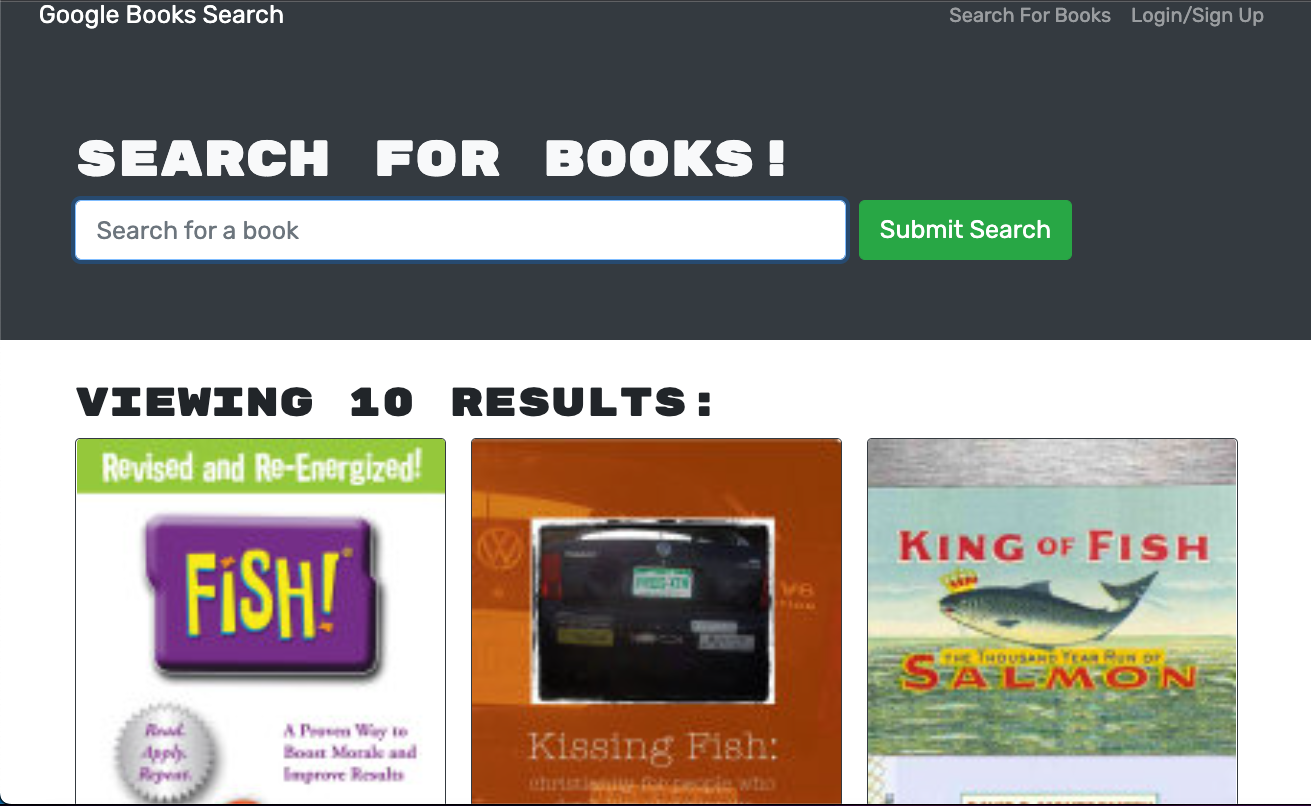 Google Books Search
Search For Books
Login/Sign Up
SEARCH FOR BOOKS!
Search for a book
Submit Search
VIEWING 10 RESULTS:
Revised and Re-Energized!
FiSH!
Read.
Apply.
Repeat.
A Proven Way to
Boost Morale and
Improve Results
Kissing Fish:
christianity for people who
KING OF FISH
THE THOUSAND YEAR RUN OF
SALMON